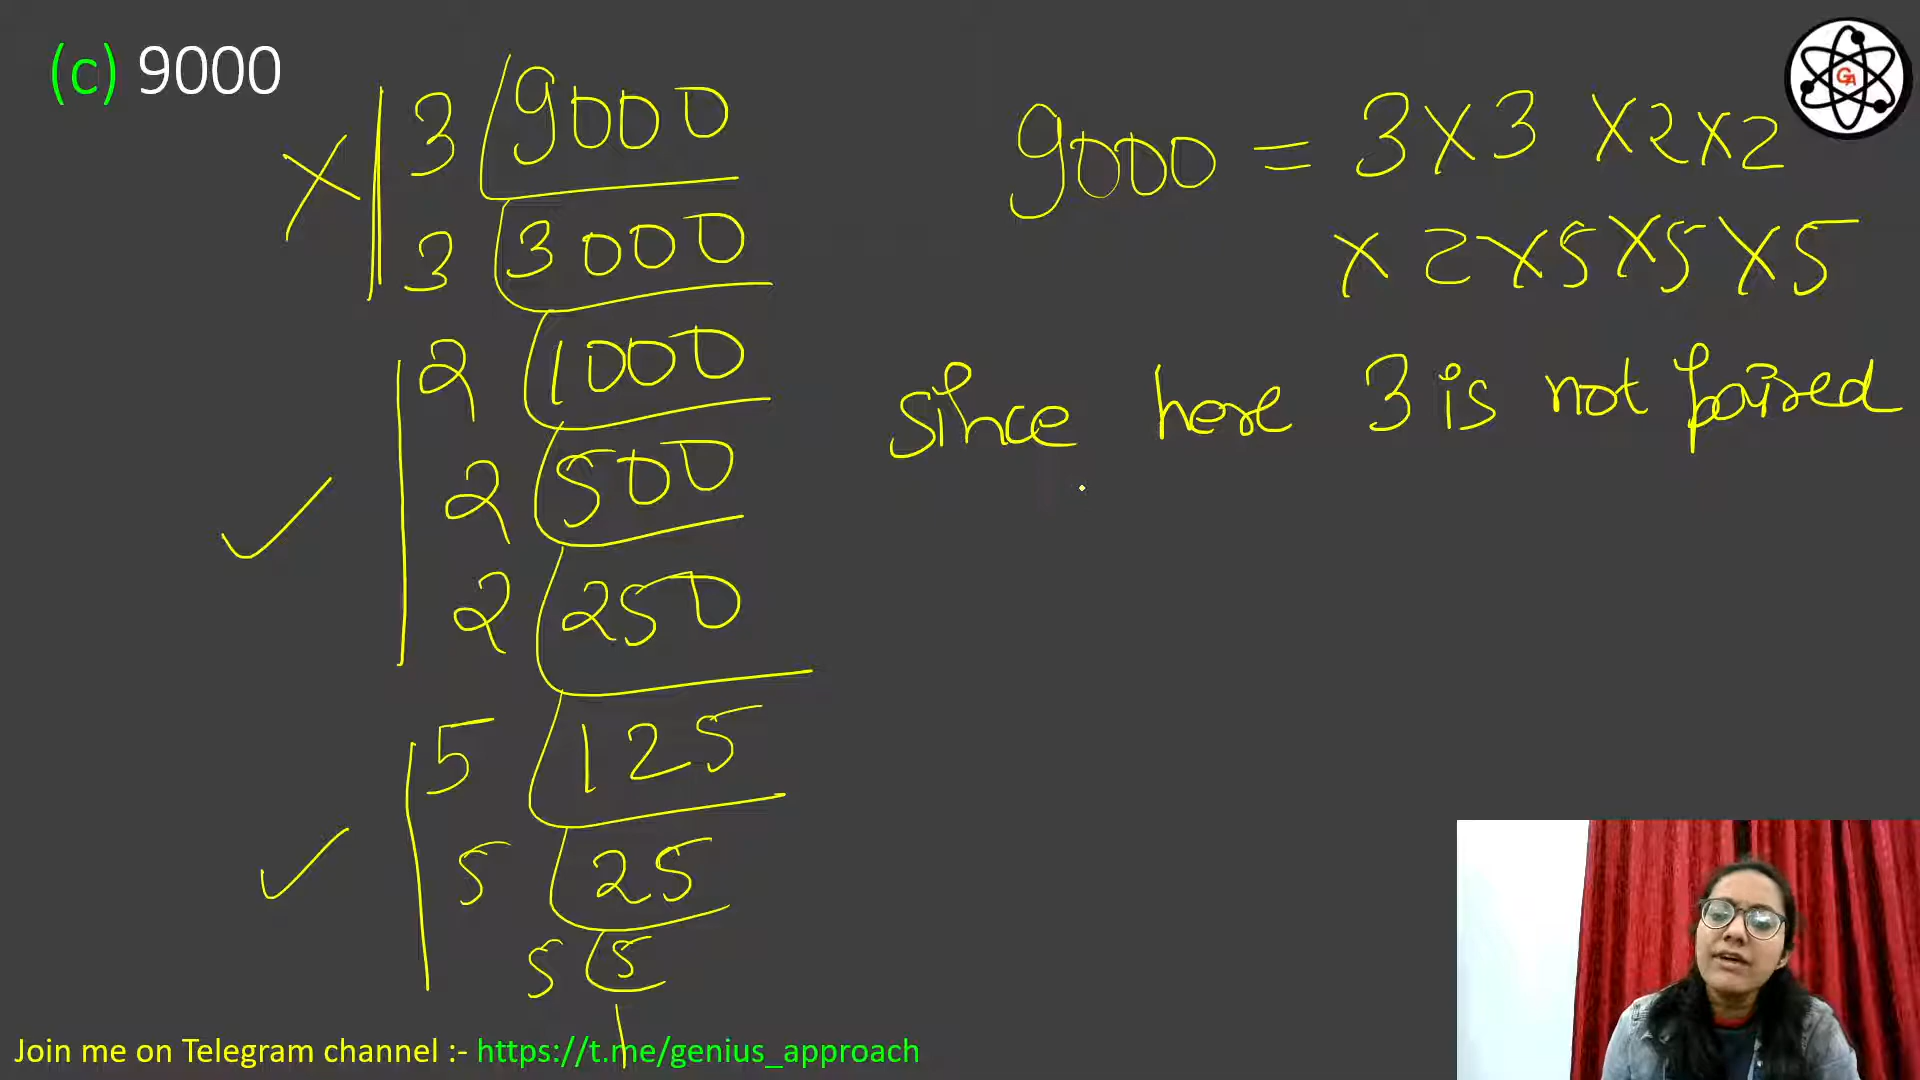 (c) 9000
3 9000
3 3000
2 1000
2 500
2 250
5 125
5 25
5 5
1
9000 = 3 X 3 X 2 X 2
X 2 X 5 X 5 X 5
Since here 3 is not paired
GA
Join me on Telegram channel :- https://t.me/genius_approach